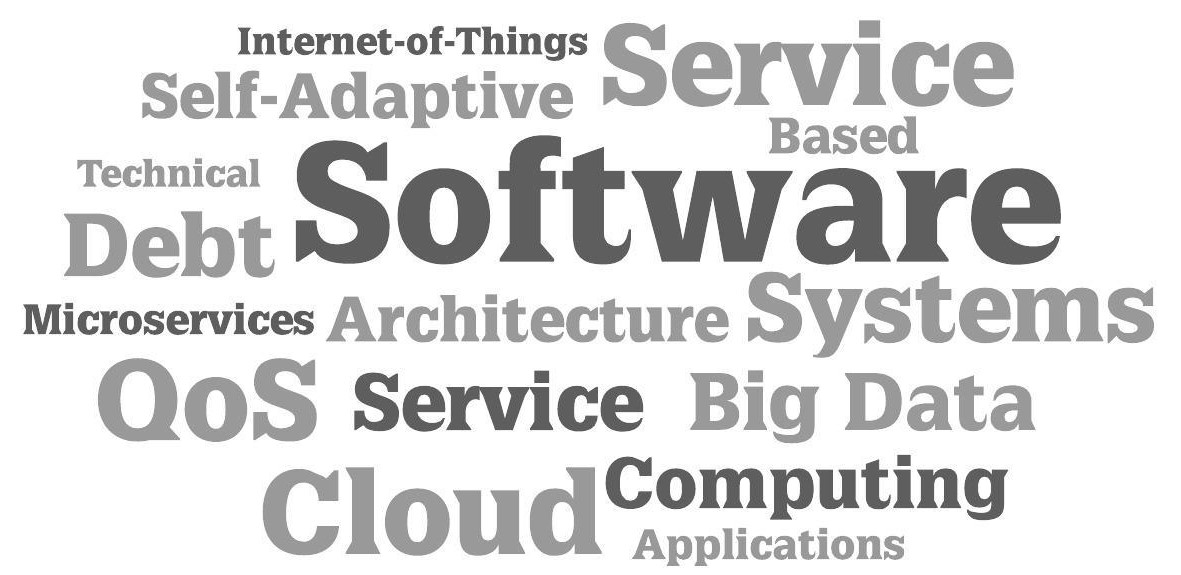 Internet-of-Things
Service
Self-Adaptive
Based
Software
Technical
Debt
Systems
Microservices
Architecture
QoS
Service
Big Data
Cloud
Computing
Applications